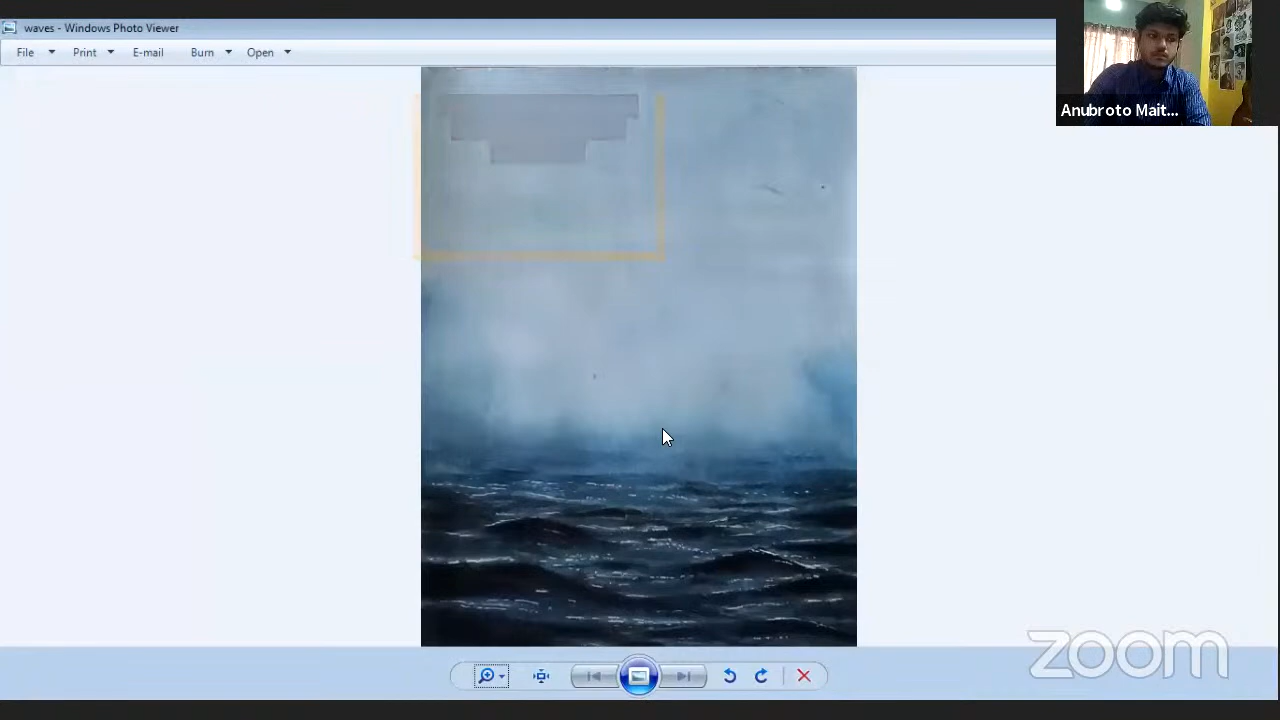 waves - Windows Photo Viewer
File Print E-mail Burn Open
Anubroto Mait...
zoom